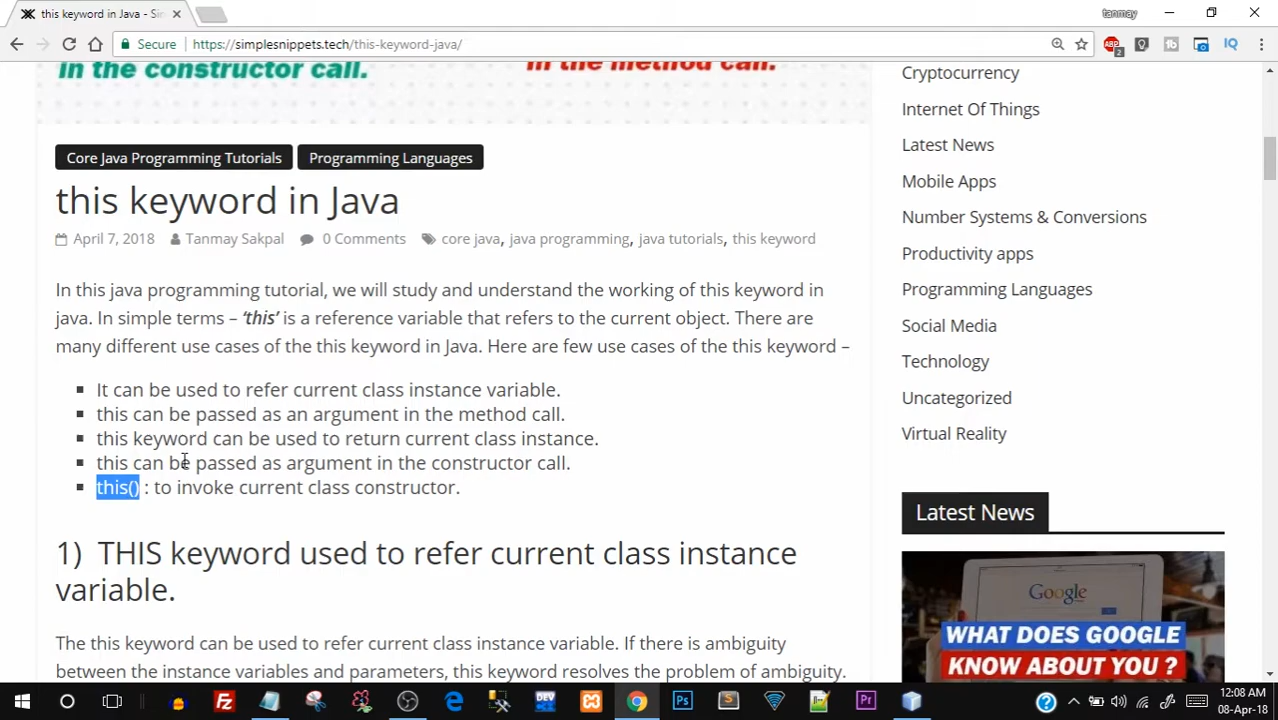 this keyword in Java - Sim
tanmay
Secure https://simplesnippets.tech/this-keyword-java/
in the constructor call.
in the method call.
Core Java Programming Tutorials
Programming Languages
this keyword in Java
April 7, 2018 Tanmay Sakpal 0 Comments core java, java programming, java tutorials, this keyword
In this java programming tutorial, we will study and understand the working of this keyword in
java. In simple terms – ‘this’ is a reference variable that refers to the current object. There are
many different use cases of the this keyword in Java. Here are few use cases of the this keyword –
It can be used to refer current class instance variable.
this can be passed as an argument in the method call.
this keyword can be used to return current class instance.
this can be passed as argument in the constructor call.
this() : to invoke current class constructor.
1) THIS keyword used to refer current class instance
variable.
The this keyword can be used to refer current class instance variable. If there is ambiguity
between the instance variables and parameters, this keyword resolves the problem of ambiguity.
Cryptocurrency
Internet Of Things
Latest News
Mobile Apps
Number Systems & Conversions
Productivity apps
Programming Languages
Social Media
Technology
Uncategorized
Virtual Reality
Latest News
Google
WHAT DOES GOOGLE
KNOW ABOUT YOU ?
12:08 AM
08-Apr-18